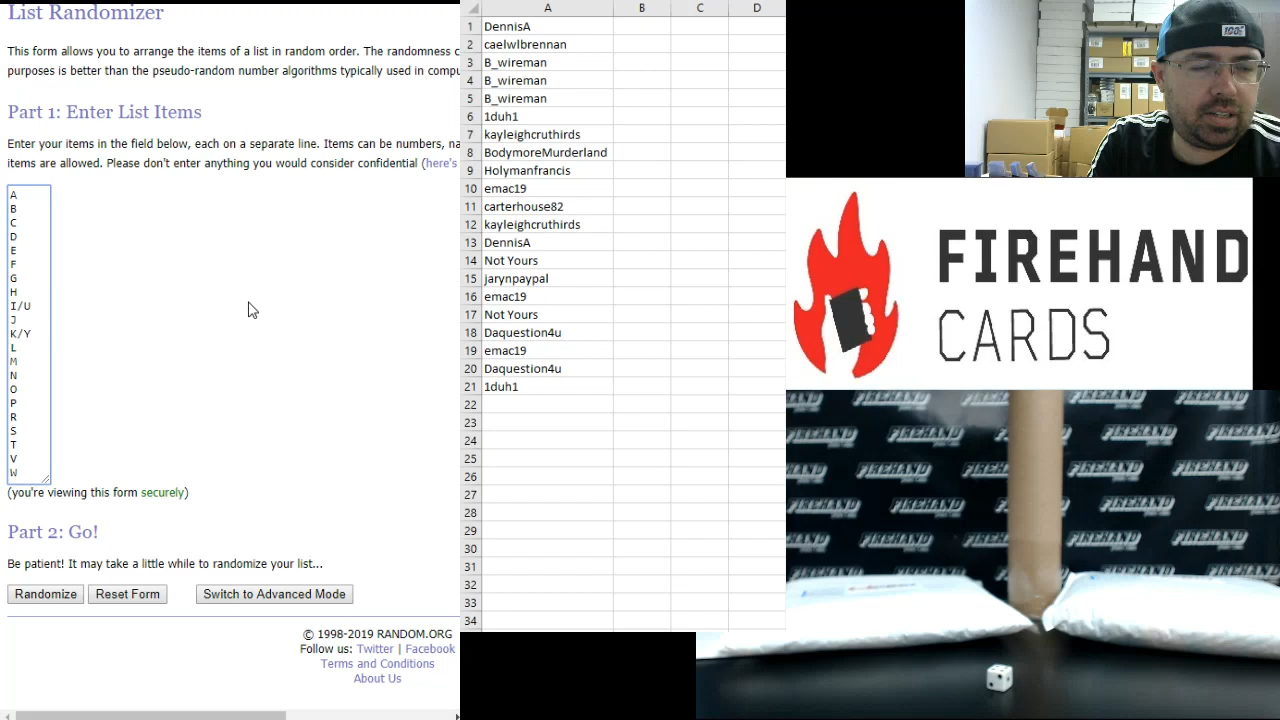 List Randomizer
This form allows you to arrange the items of a list in random order. The randomness c
purposes is better than the pseudo-random number algorithms typically used in compu
Part 1: Enter List Items
Enter your items in the field below, each on a separate line. Items can be numbers, na
items are allowed. Please don't enter anything you would consider confidential (here's
A
B
C
D
E
F
G
H
I/U
J
K/Y
L
M
N
O
P
R
S
T
V
W
(you're viewing this form securely)
Part 2: Go!
Be patient! It may take a little while to randomize your list...
Randomize Reset Form Switch to Advanced Mode
© 1998-2019 RANDOM.ORG
Follow us: Twitter | Facebook
Terms and Conditions
About Us
A B C D
1 DennisA
2 caelwlbrennan
3 B_wireman
4 B_wireman
5 B_wireman
6 1duh1
7 kayleighcruthirds
8 BodymoreMurderland
9 Holymanfrancis
10 emac19
11 carterhouse82
12 kayleighcruthirds
13 DennisA
14 Not Yours
15 jarynpaypal
16 emac19
17 Not Yours
18 Daquestion4u
19 emac19
20 Daquestion4u
21 1duh1
22
23
24
25
26
27
28
29
30
31
32
33
34
100
FIREHAND
CARDS
FIREHAND FIREHAND FIREHAND
FIREHAND FIREHAND FIREHAND